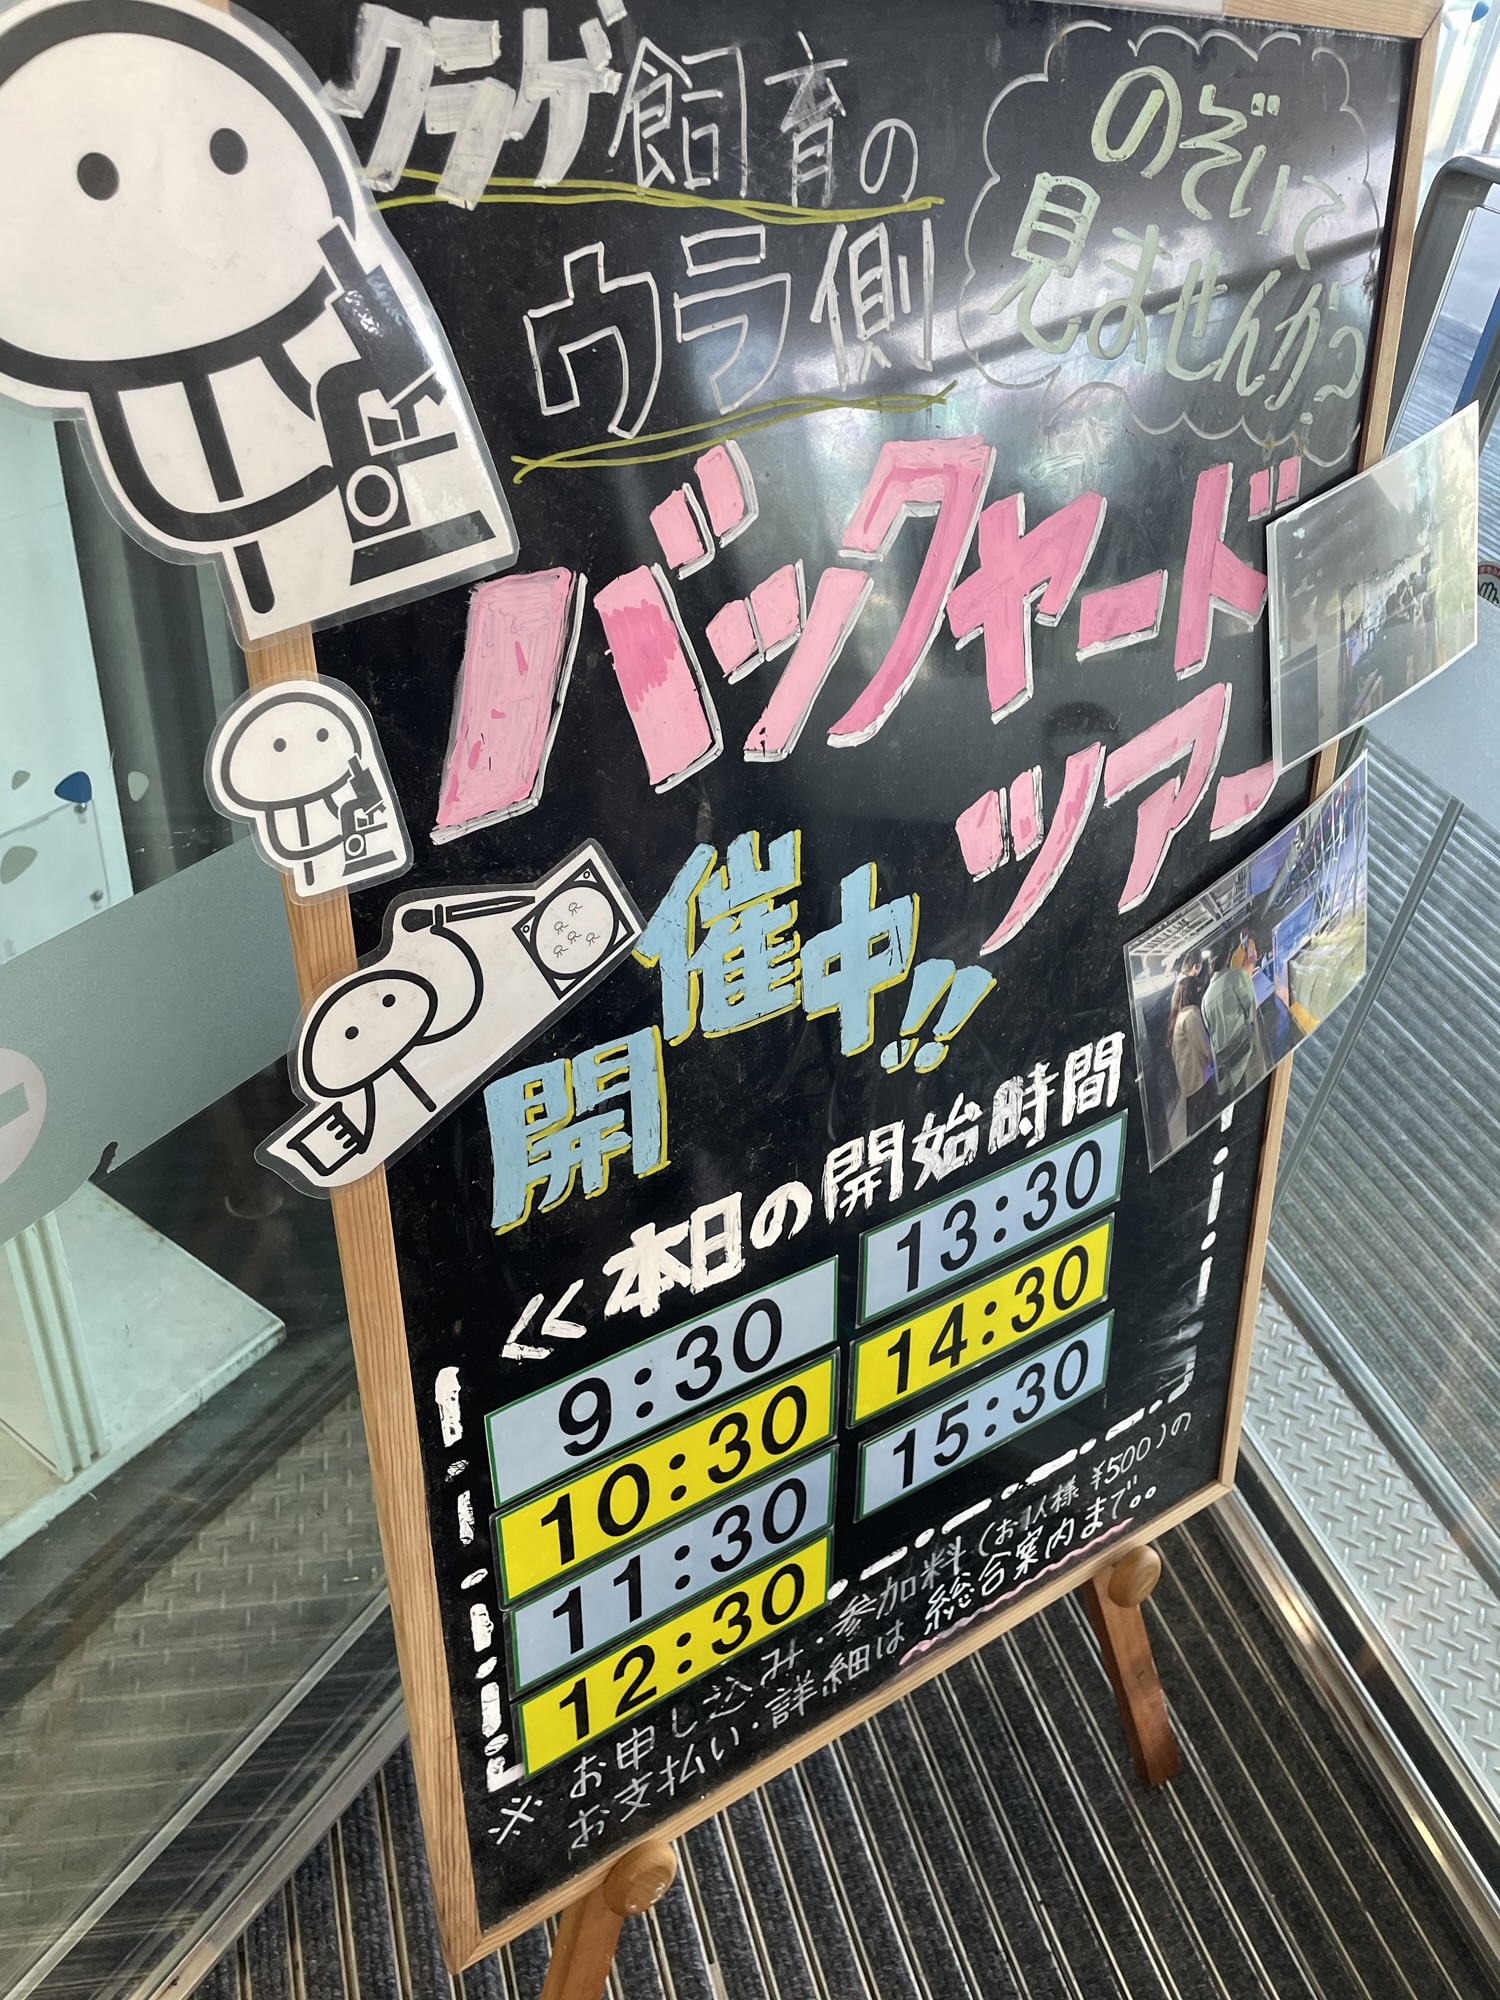 クラゲ飼育の
ウラ側
のぞいて
見ませんか?
バックヤード
ツアー
開催中!!
≪本日の開始時間
9:30
10:30
11:30
12:30
13:30
14:30
15:30
※ お申し込み・参加料(お1人様 ¥500)の
お支払い・詳細は 総合案内まで。